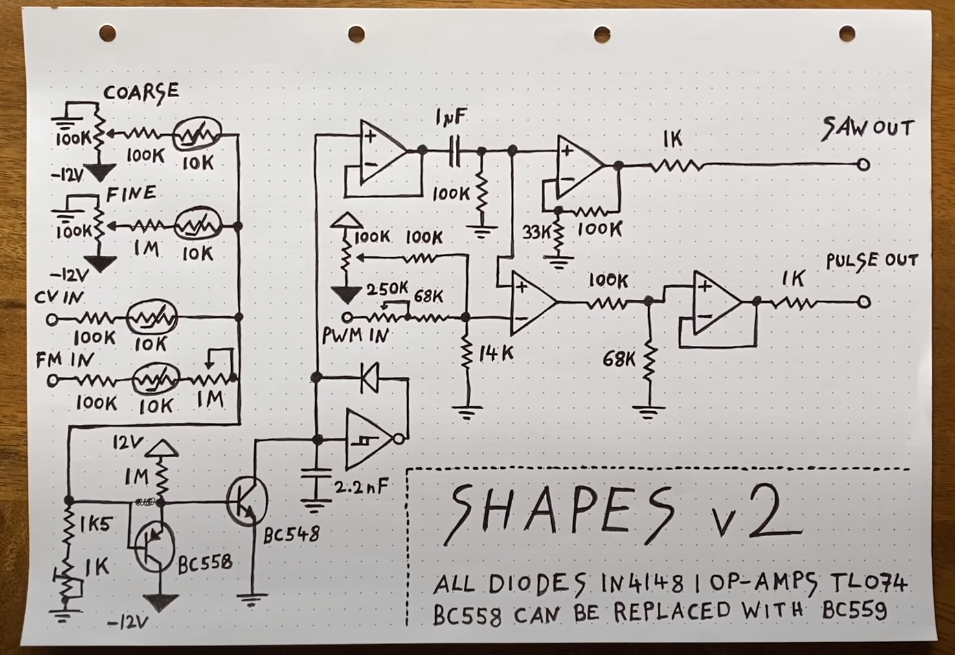 COARSE
100K
100K
10K
-12V
FINE
100K
1M
10K
-12V
CV IN
100K
10K
FM IN
100K
10K
1M
12V
1M
1K5
1K
BC558
-12V
BC548
2.2nF
1µF
100K
+
-
+
-
33K
100K
1K
SAW OUT
100K
100K
250K
68K
PWM IN
14K
+
-
100K
68K
+
-
1K
PULSE OUT
SHAPES v2
ALL DIODES 1N4148 | OP-AMPS TL074
BC558 CAN BE REPLACED WITH BC559